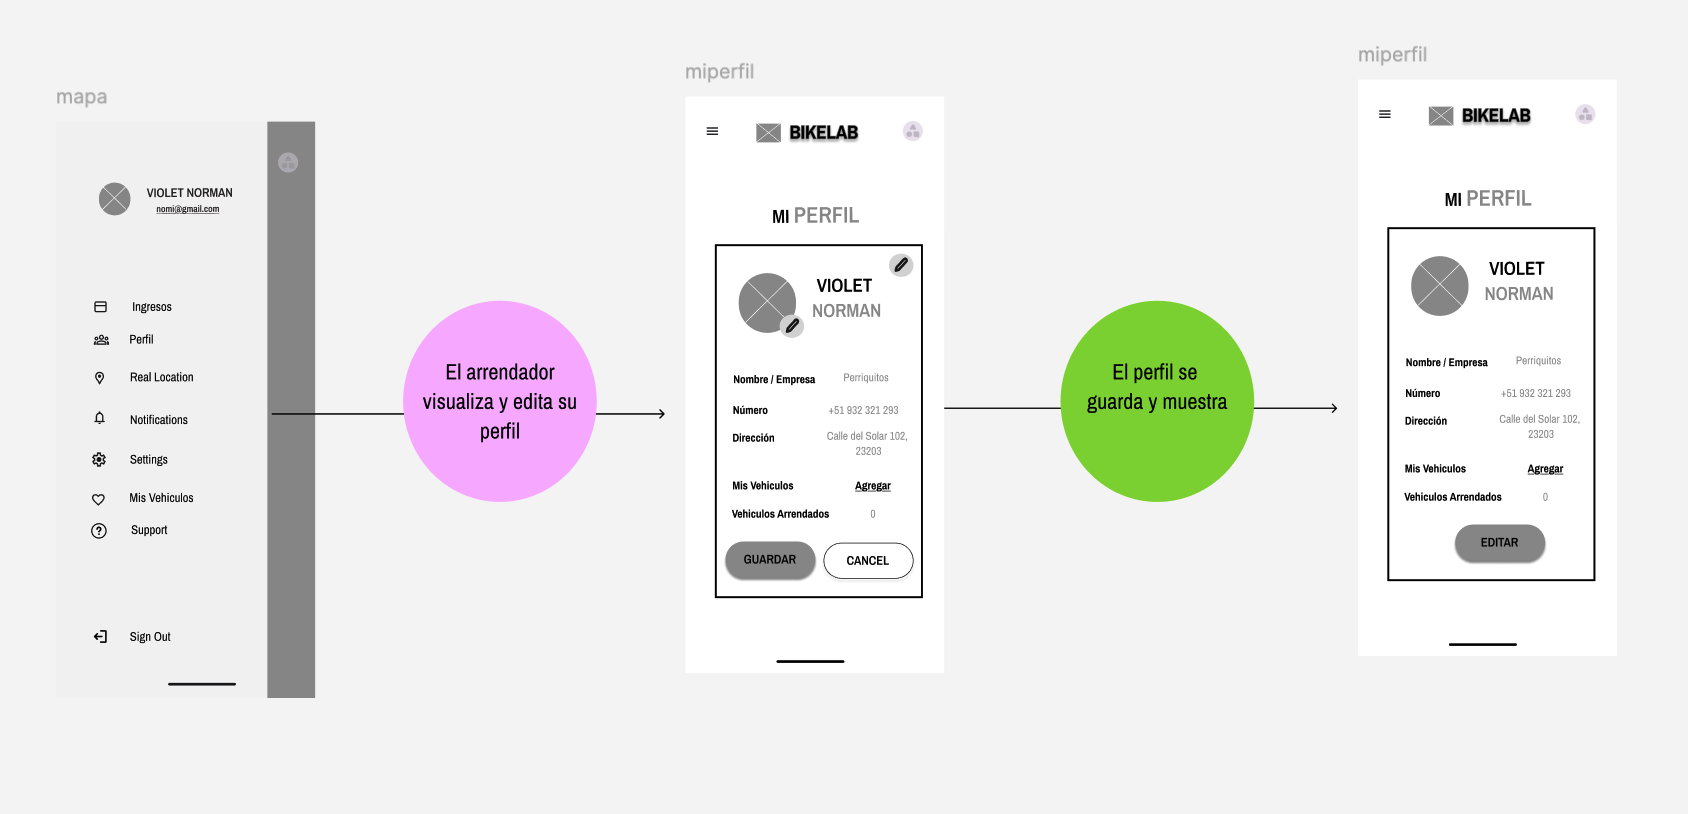 mapa
VIOLET NORMAN
nomi@gmail.com
Ingresos
Perfil
Real Location
Notifications
Settings
Mis Vehiculos
Support
Sign Out
El arrendador
visualiza y edita su
perfil
miperfil
BIKELAB
MI PERFIL
VIOLET
NORMAN
Nombre / Empresa Perriquitos
Número +51 932 321 293
Dirección Calle del Solar 102,
23203
Mis Vehiculos Agregar
Vehiculos Arrendados 0
GUARDAR CANCEL
El perfil se
guarda y muestra
miperfil
BIKELAB
MI PERFIL
VIOLET
NORMAN
Nombre / Empresa Perriquitos
Número +51 932 321 293
Dirección Calle del Solar 102,
23203
Mis Vehiculos Agregar
Vehiculos Arrendados 0
EDITAR